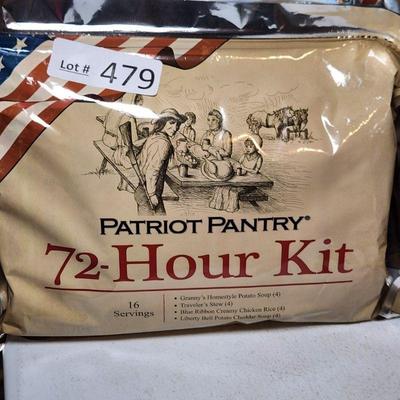 Lot # 479
PATRIOT PANTRY®
72-Hour Kit
16
Servings
• Granny's Homestyle Potato Soup (4)
• Traveler's Stew (4)
• Blue Ribbon Creamy Chicken Rice (4)
• Liberty Bell Potato Cheddar Soup (4)